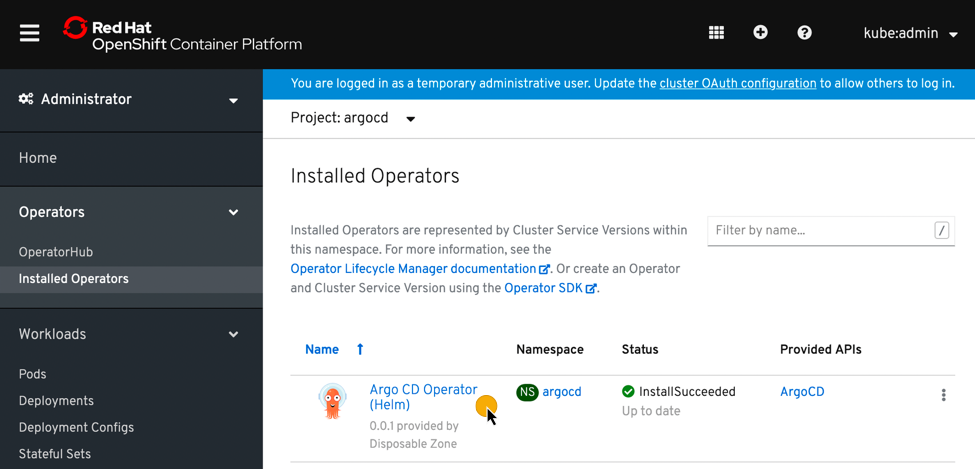 Red Hat
OpenShift Container Platform
kube:admin
Administrator
You are logged in as a temporary administrative user. Update the cluster OAuth configuration to allow others to log in.
Project: argocd
Home
Installed Operators
Operators
OperatorHub
Installed Operators
Installed Operators are represented by Cluster Service Versions within
this namespace. For more information, see the
Operator Lifecycle Manager documentation. Or create an Operator
and Cluster Service Version using the Operator SDK.
Filter by name...
/
Workloads
Pods
Deployments
Deployment Configs
Stateful Sets
Name
Namespace
Status
Provided APIs
Argo CD Operator
(Helm)
0.0.1 provided by
Disposable Zone
NS argocd
InstallSucceeded
Up to date
ArgoCD